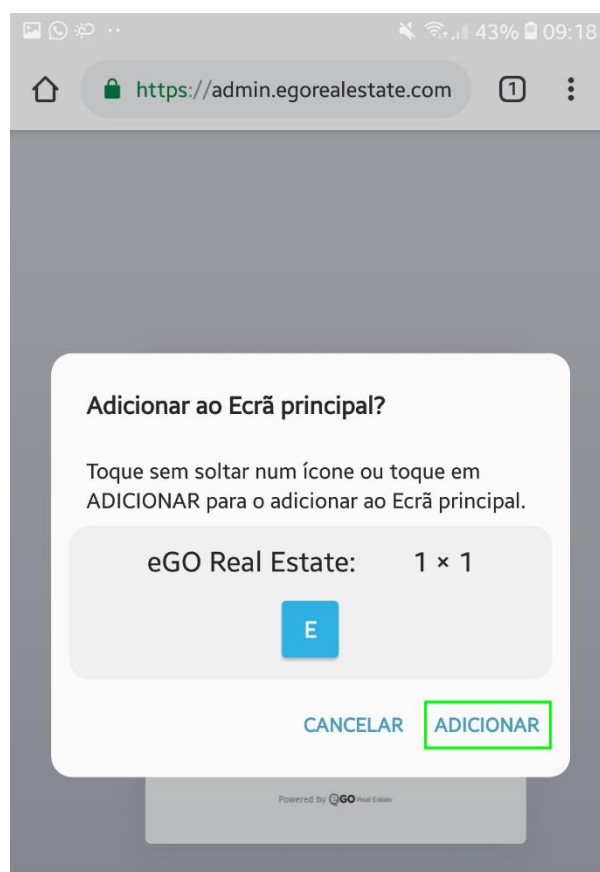 43% 09:18
https://admin.egorealestate.com 1
Adicionar ao Ecrã principal?
Toque sem soltar num ícone ou toque em
ADICIONAR para o adicionar ao Ecrã principal.
eGO Real Estate: 1 × 1
E
CANCELAR ADICIONAR
Powered by eGO Real Estate